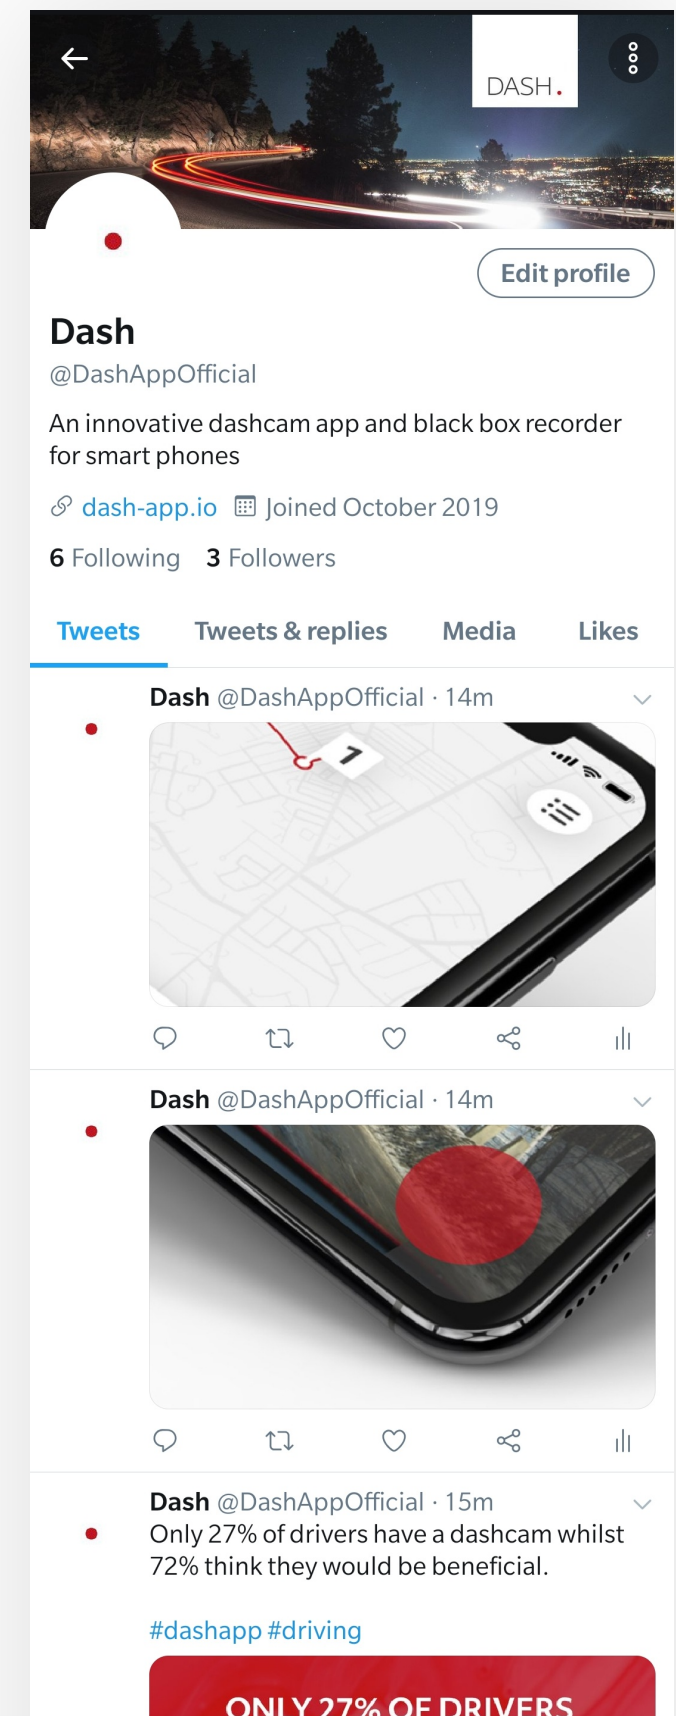 DASH.
Edit profile
Dash
@DashAppOfficial
An innovative dashcam app and black box recorder
for smart phones
dash-app.io Joined October 2019
6 Following 3 Followers
Tweets Tweets & replies Media Likes
Dash @DashAppOfficial · 14m
1
Dash @DashAppOfficial · 14m
Dash @DashAppOfficial · 15m
Only 27% of drivers have a dashcam whilst
72% think they would be beneficial.
#dashapp #driving
ONLY 27% OF DRIVERS